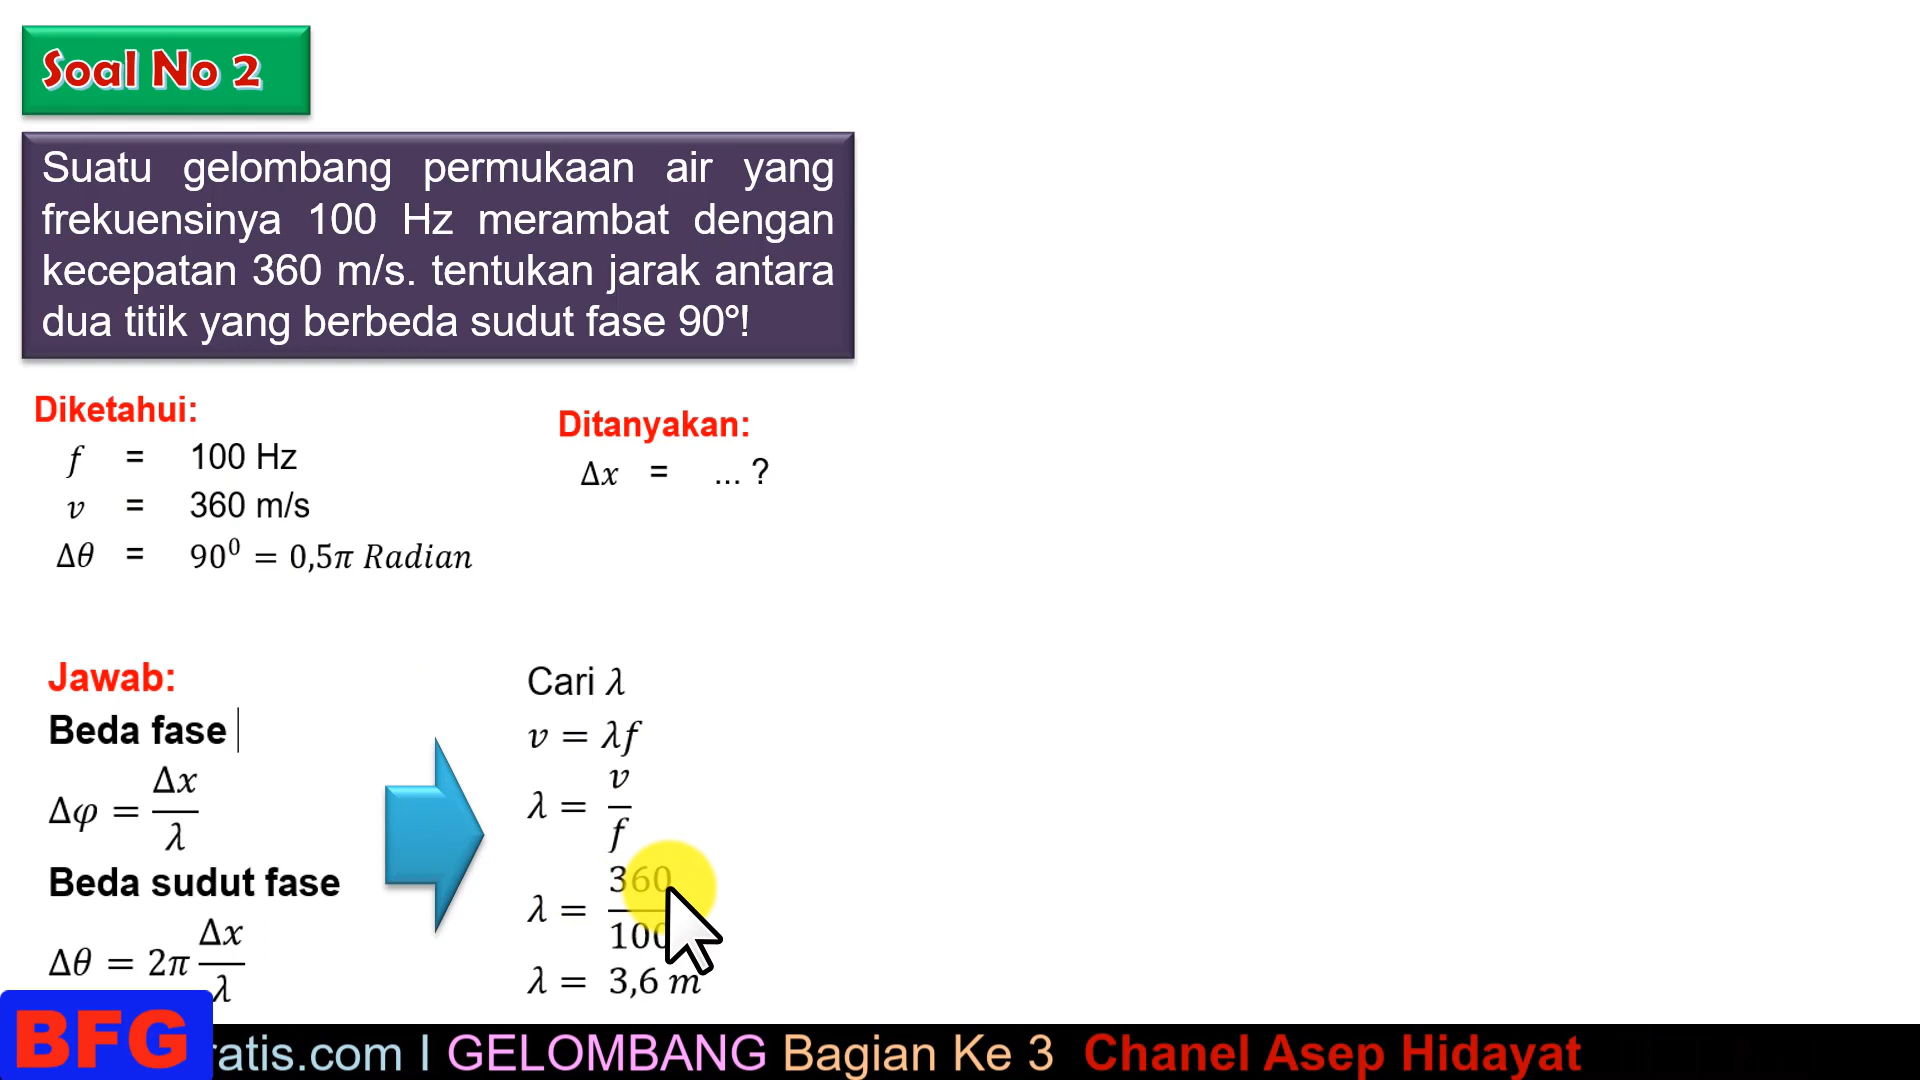 Soal No 2
Suatu gelombang permukaan air yang
frekuensinya 100 Hz merambat dengan
kecepatan 360 m/s. tentukan jarak antara
dua titik yang berbeda sudut fase 90°!
Diketahui:
f = 100 Hz
v = 360 m/s
Δθ = 90⁰ = 0,5π Radian
Ditanyakan:
Δx = ... ?
Jawab:
Beda fase
Δφ = Δx/λ
Beda sudut fase
Δθ = 2π Δx/λ
Cari λ
v = λf
λ = v/f
λ = 360/100
λ = 3,6 m
BFG
ratis.com I GELOMBANG Bagian Ke 3 Chanel Asep Hidayat